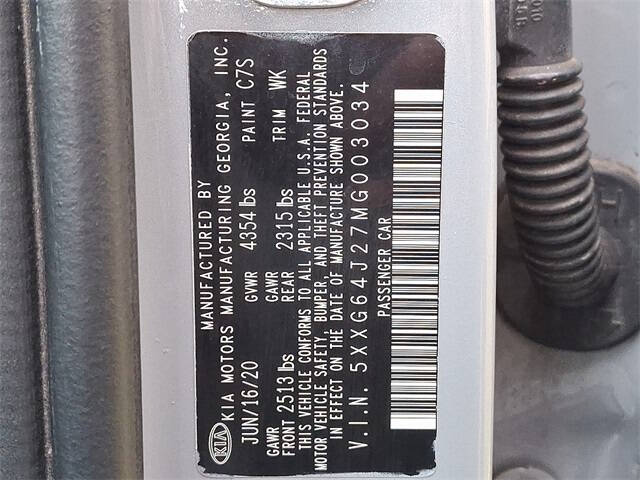 MANUFACTURED BY
KIA KIA MOTORS MANUFACTURING GEORGIA, INC.
JUN/16/20 GVWR 4354 lbs PAINT C7S
GAWR FRONT 2513 lbs GAWR REAR 2315 lbs TRIM WK
THIS VEHICLE CONFORMS TO ALL APPLICABLE U.S.A. FEDERAL
MOTOR VEHICLE SAFETY, BUMPER, AND THEFT PREVENTION STANDARDS
IN EFFECT ON THE DATE OF MANUFACTURE SHOWN ABOVE.
V.I.N. 5XXG64J27MG003034
PASSENGER CAR